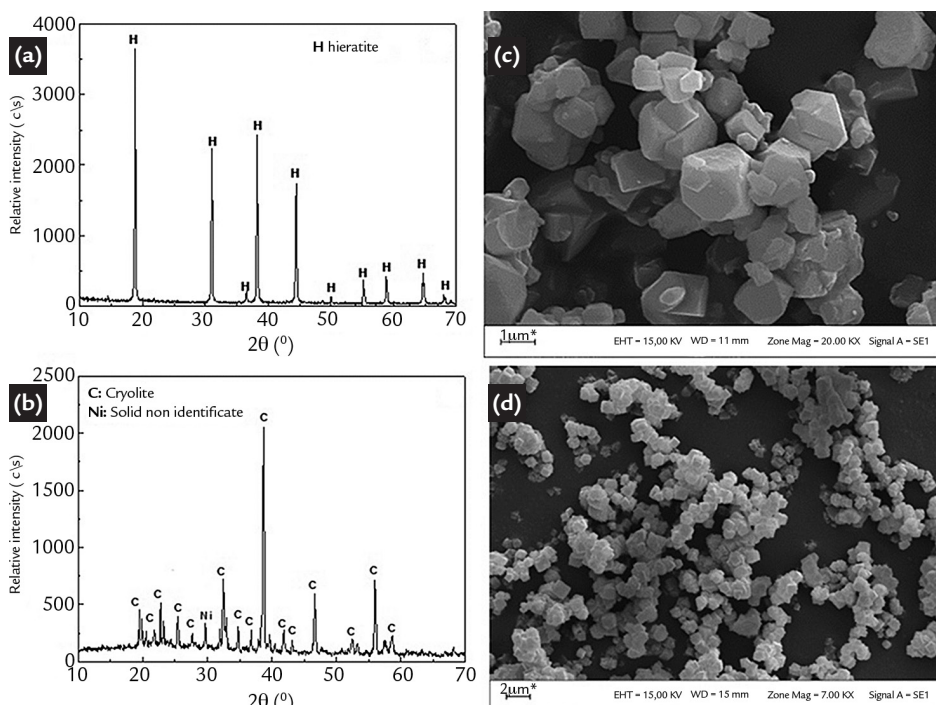 (a)
4000
3000
2000
1000
0
Relative intensity ( c\s)
H hieratite
H
H
H
H
H
H
H
H
H
H
10 20 30 40 50 60 70
2θ (⁰)
(b)
2500
2000
1500
1000
500
0
Relative intensity ( c\s)
C: Cryolite
Ni: Solid non identificate
C
C
C
C
C
Ni
C
C
C
C
C
C
C
C
C
C
10 20 30 40 50 60 70
2θ (⁰)
(c)
1µm* EHT = 15,00 KV WD = 11 mm Zone Mag = 20.00 KX Signal A = SE1
(d)
2µm* EHT = 15,00 KV WD = 15 mm Zone Mag = 7.00 KX Signal A = SE1